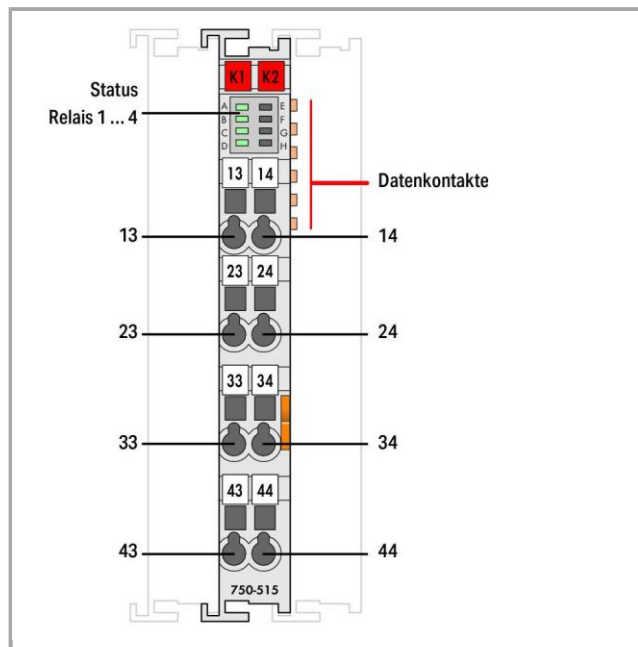 K1 K2
Status
Relais 1 ... 4
A E
B F
C G
D H
Datenkontakte
13 14
13 14
23 24
23 24
33 34
33 34
43 44
43 44
750-515